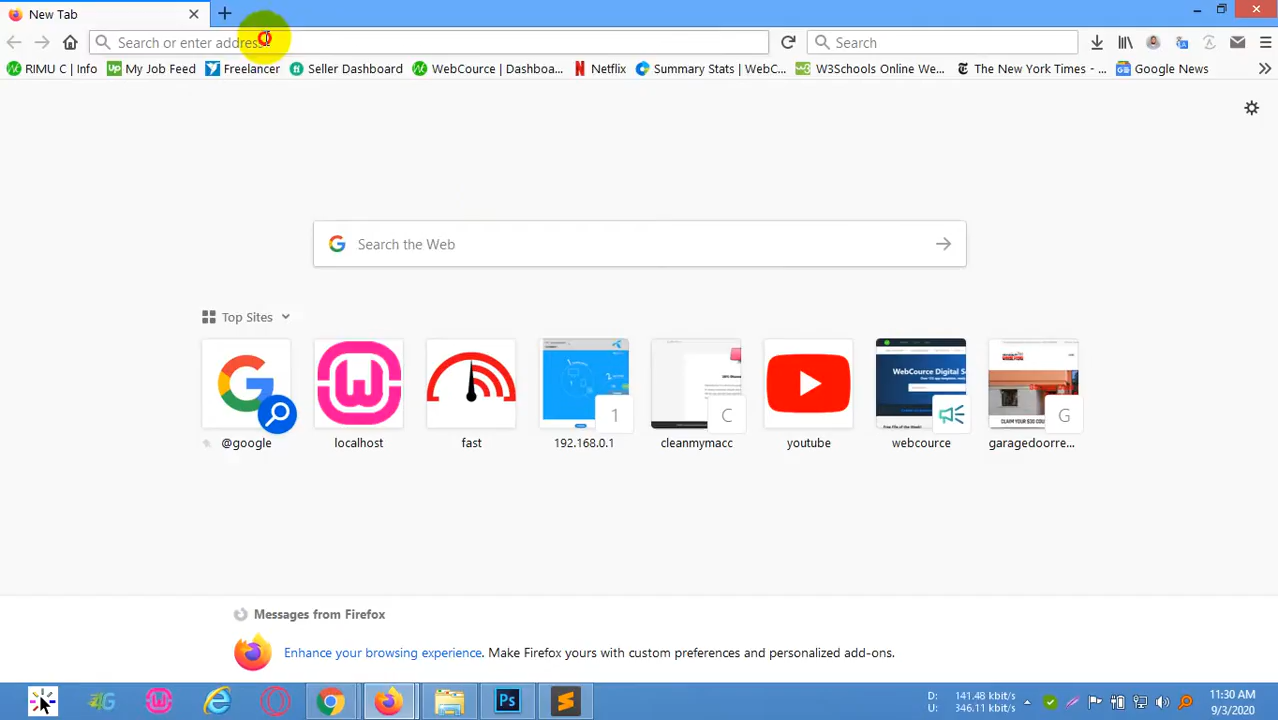 New Tab
Search or enter address
Search
RIMU C | Info
My Job Feed
Freelancer
Seller Dashboard
WebCource | Dashboa...
Netflix
Summary Stats | WebC...
W3Schools Online We...
The New York Times - ...
Google News
Search the Web
Top Sites
1
C
G
@google
localhost
fast
192.168.0.1
cleanmymacc
youtube
webcource
garagedoorre...
Messages from Firefox
Enhance your browsing experience. Make Firefox yours with custom preferences and personalized add-ons.
4G
Ps
D: 141.48 kbit/s
U: 346.11 kbit/s
11:30 AM
9/3/2020